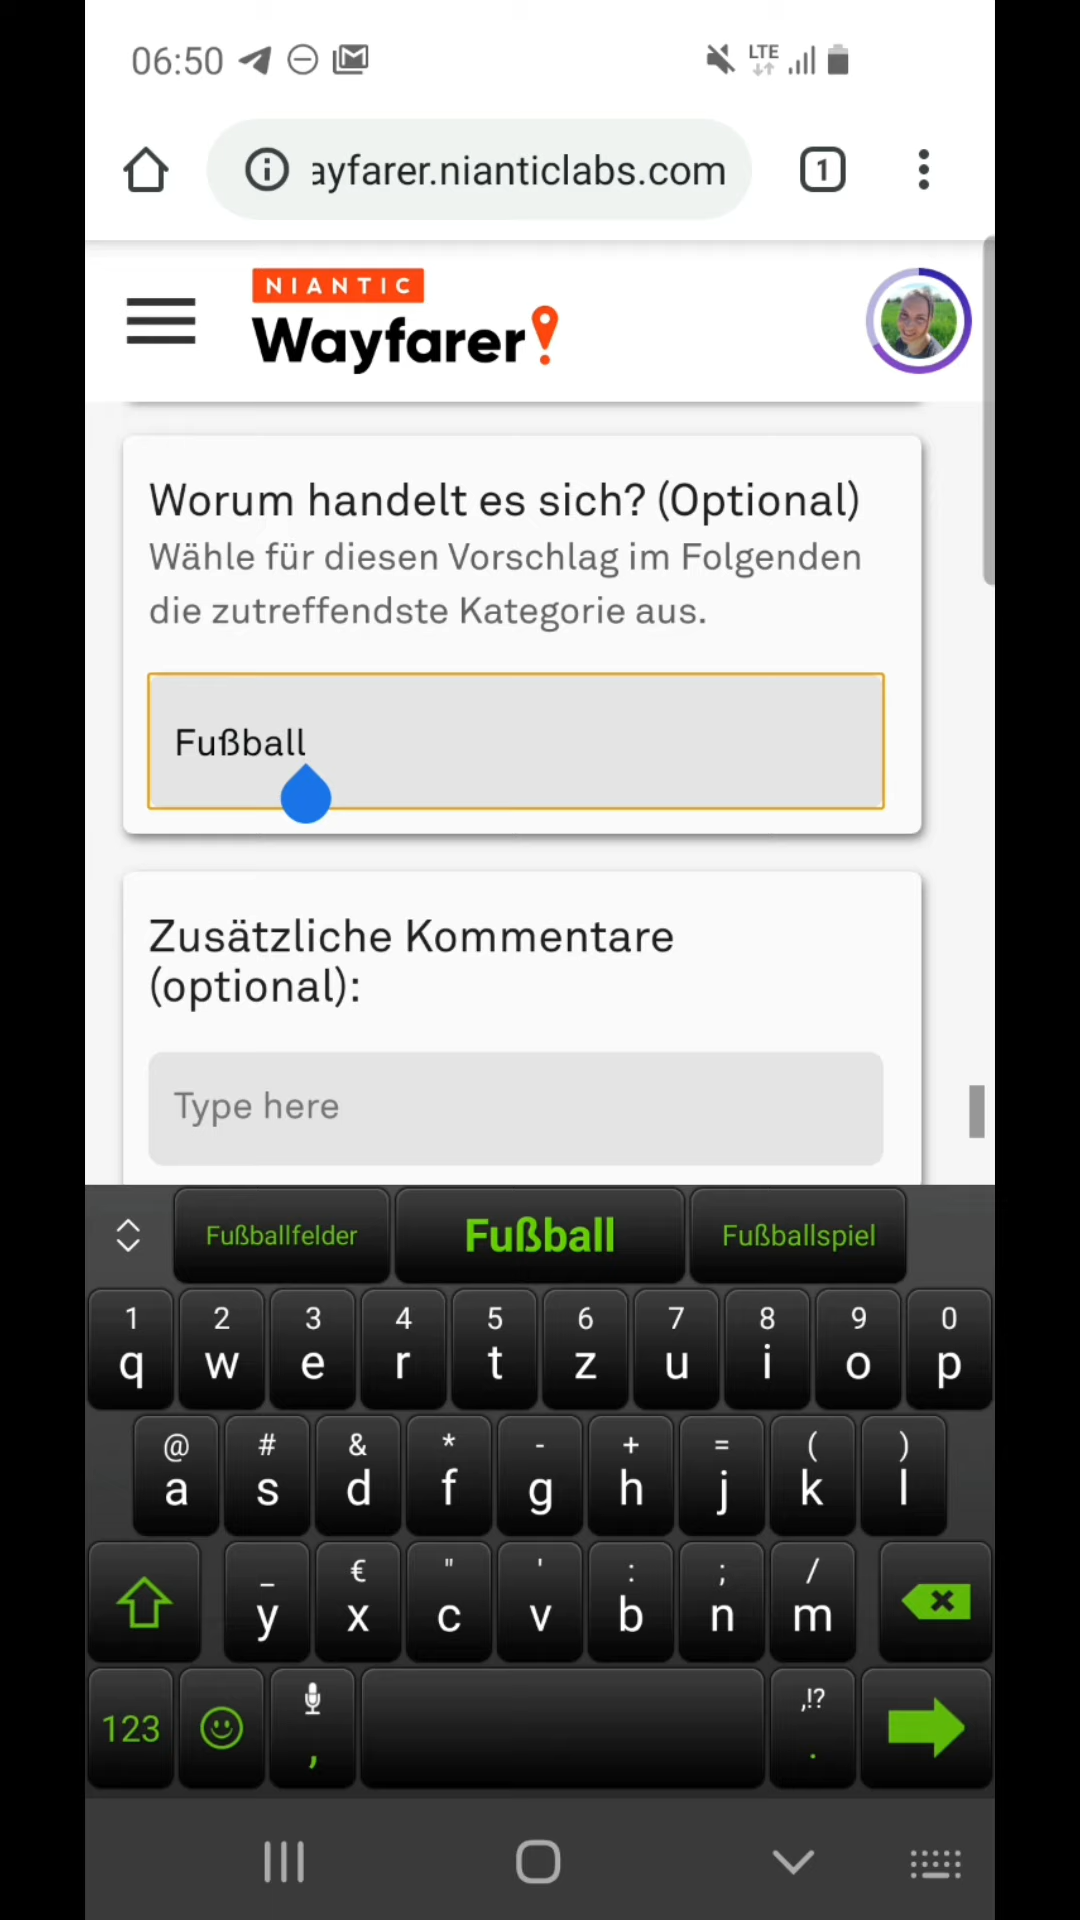 06:50 LTE
ayfarer.nianticlabs.com 1
NIANTIC
Wayfarer
Worum handelt es sich? (Optional)
Wähle für diesen Vorschlag im Folgenden
die zutreffendste Kategorie aus.
Fußball
Zusätzliche Kommentare
(optional):
Type here
Fußballfelder Fußball Fußballspiel
1 2 3 4 5 6 7 8 9 0
q w e r t z u i o p
@ # & * - + = ( )
a s d f g h j k l
_ € " ' : ; /
y x c v b n m
,!?
123 , .